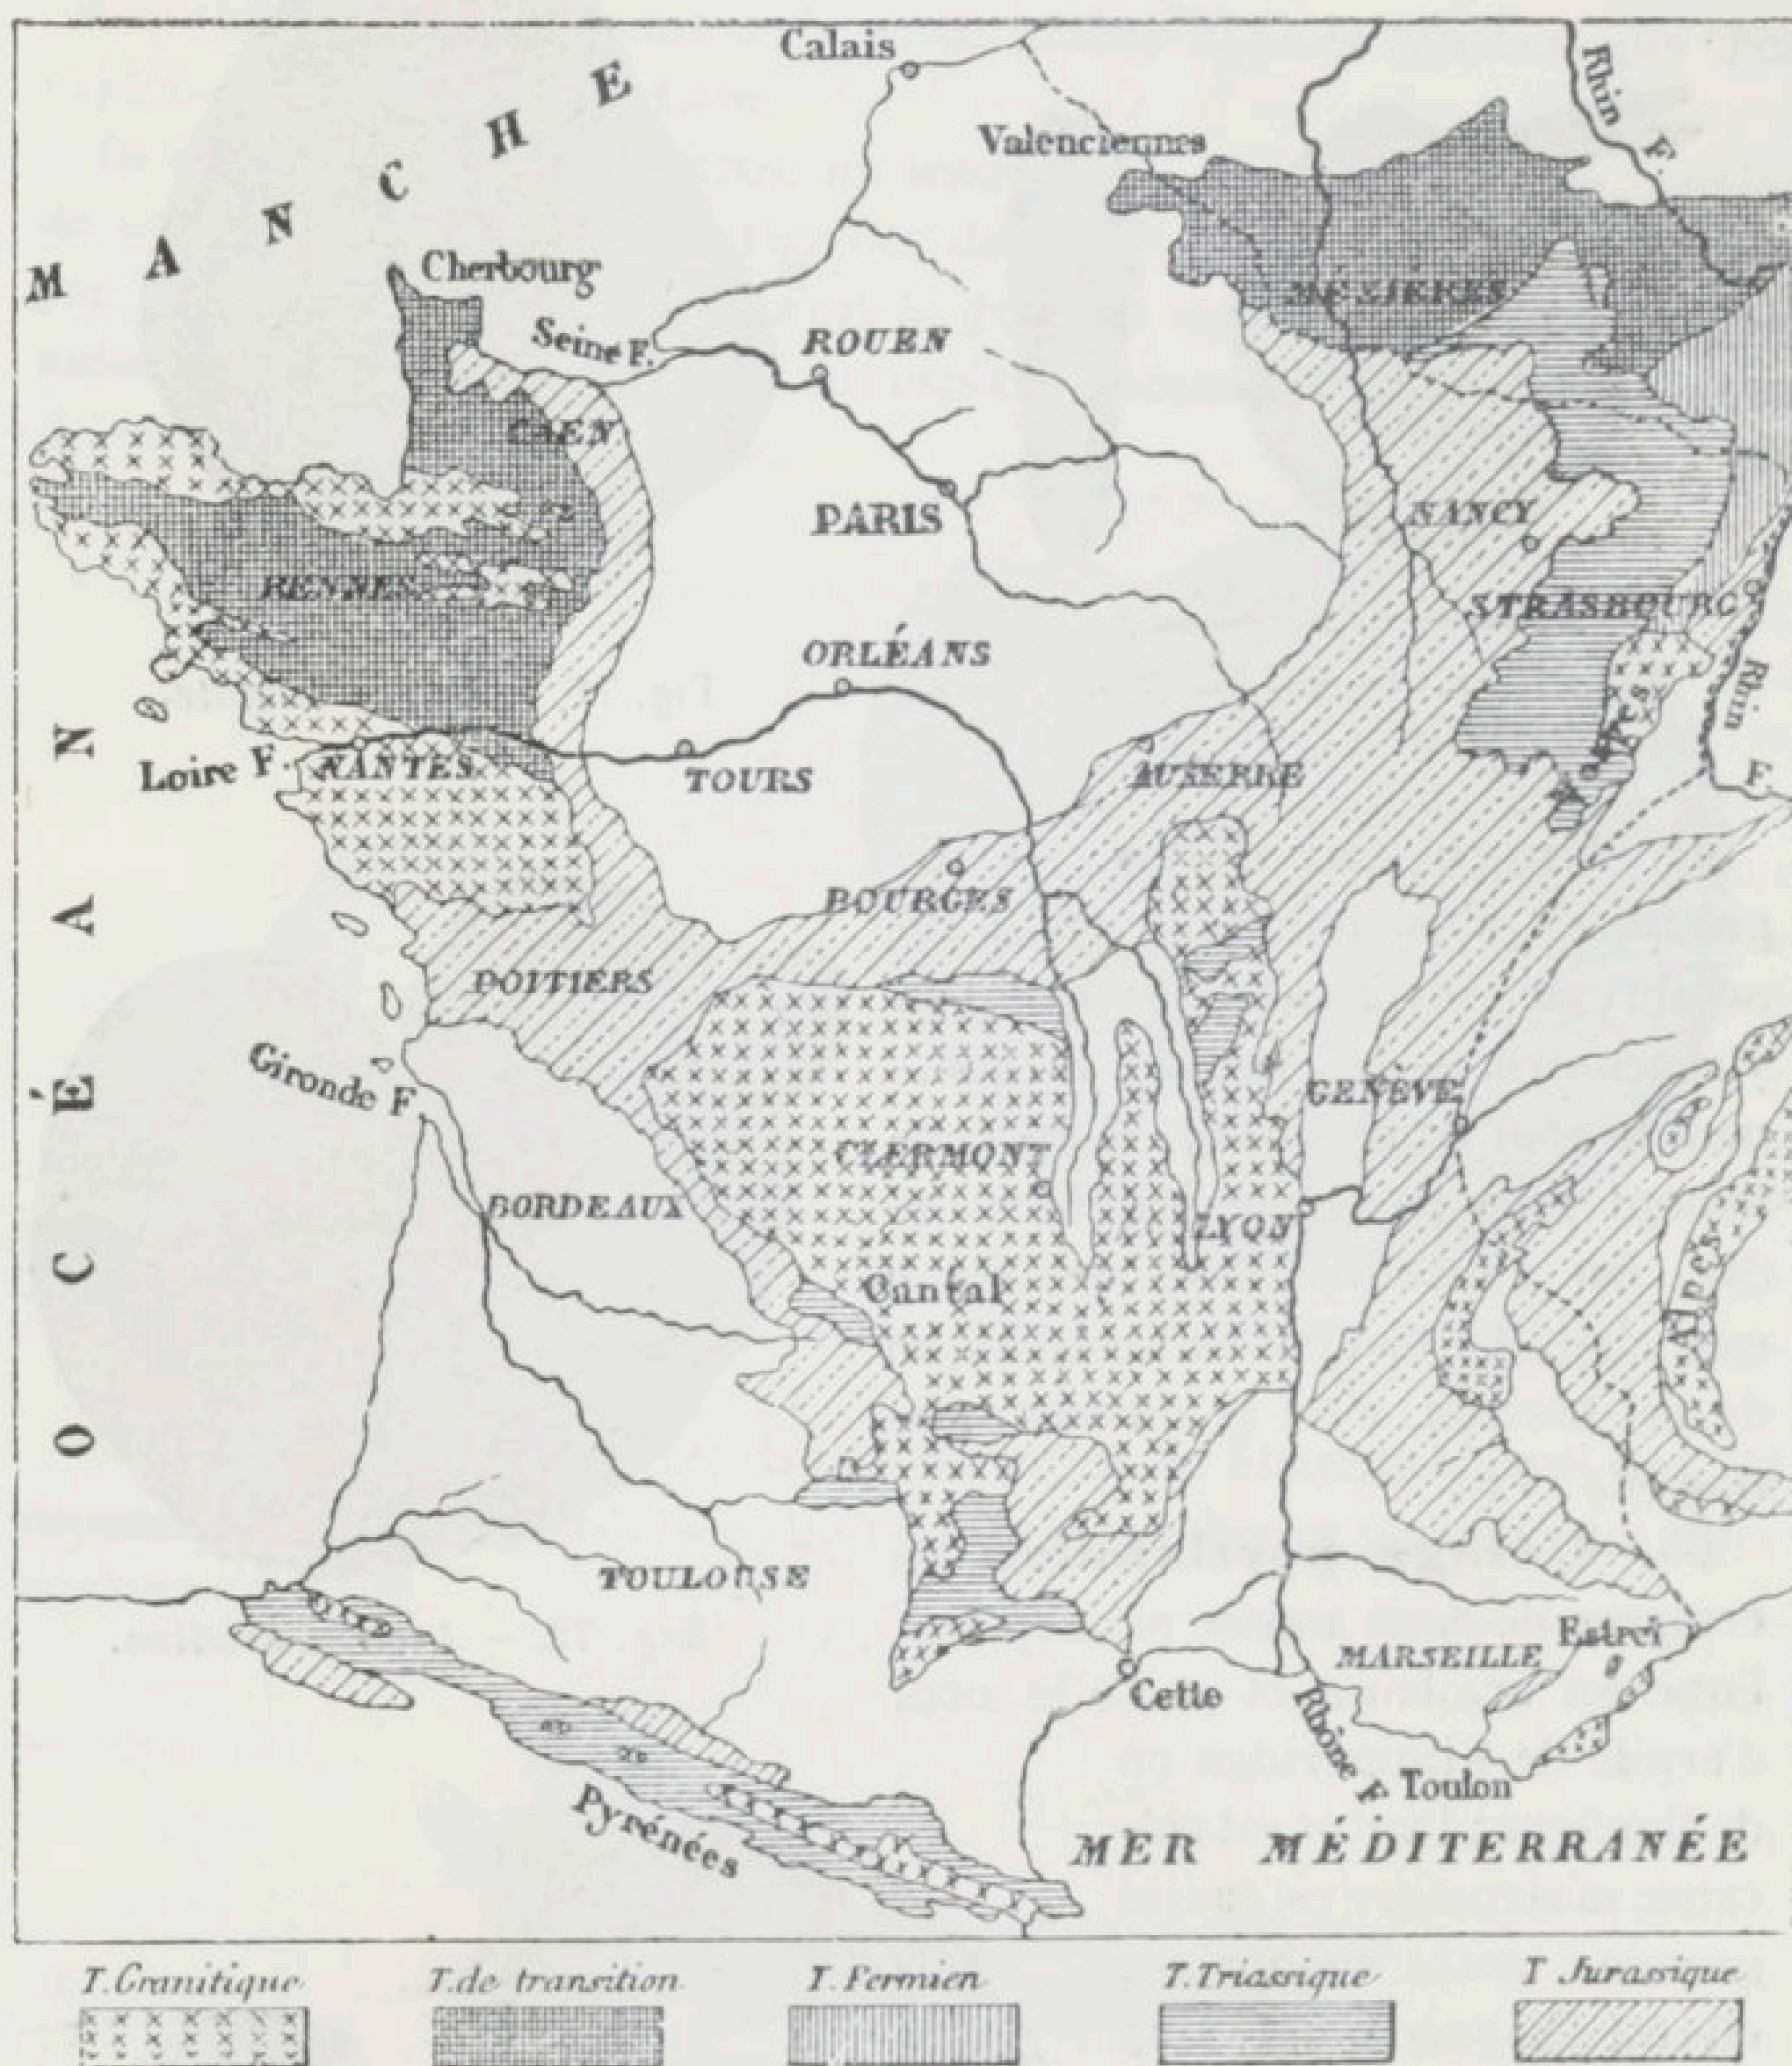 Calais
MANCHE
Rhin F.
Valenciennes
Cherbourg
MÉZIÈRES
Seine F.
ROUEN
CAEN
PARIS
NANCY
RENNES
STRASBOURG
ORLÉANS
Rhin F.
Loire F.
NANTES
TOURS
AUXERRE
Vosges
BOURGES
OCÉAN
POITIERS
Gironde F
GENÈVE
CLERMONT
BORDEAUX
LYON
Cantal
Alpes
TOULOUSE
MARSEILLE
Estrel
Cette
Rhône F.
Toulon
Pyrénées
MER MÉDITERRANÉE
T. Granitique
T. de transition
T. Permien
T. Triassique
T Jurassique